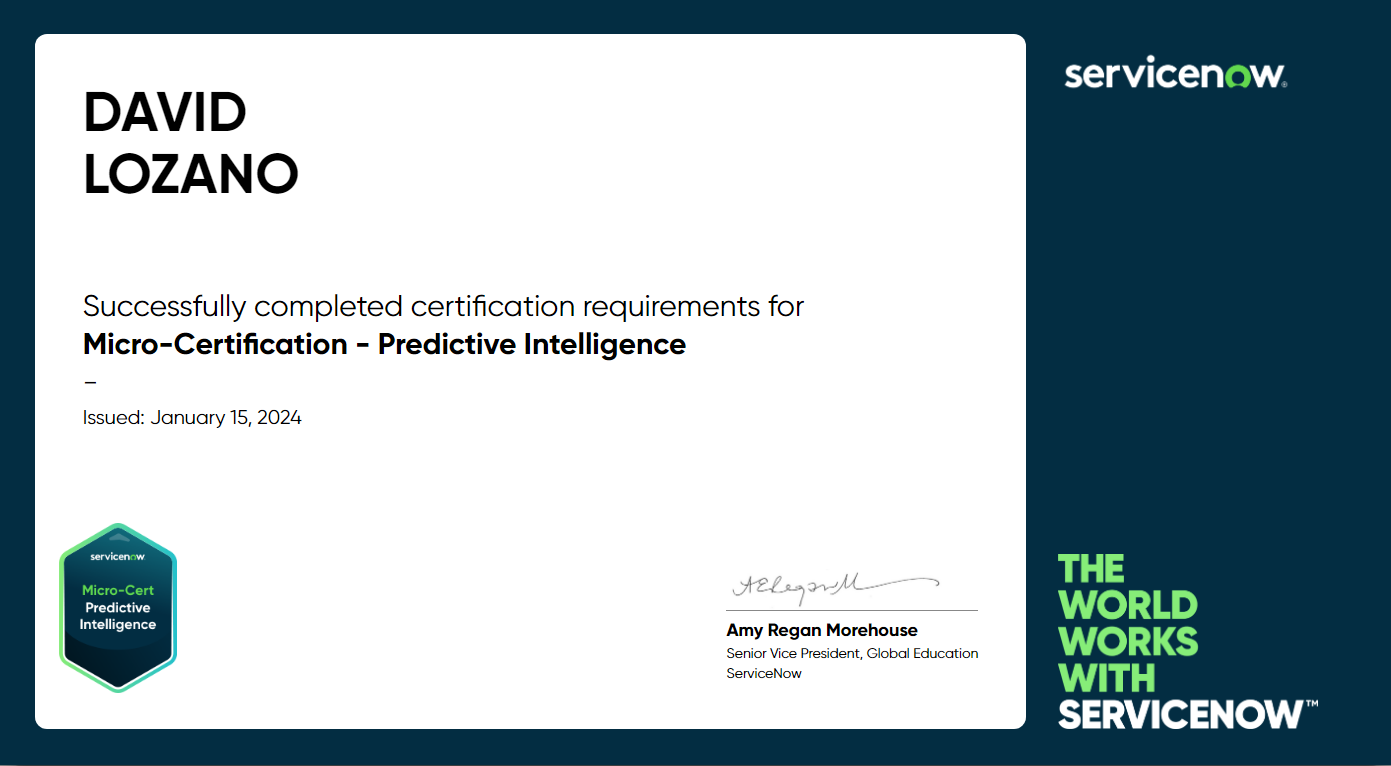 DAVID
LOZANO
Successfully completed certification requirements for
Micro-Certification - Predictive Intelligence
–
Issued: January 15, 2024
servicenow
Micro-Cert
Predictive
Intelligence
Amy Regan Morehouse
Senior Vice President, Global Education
ServiceNow
servicenow®
THE
WORLD
WORKS
WITH
SERVICENOW™